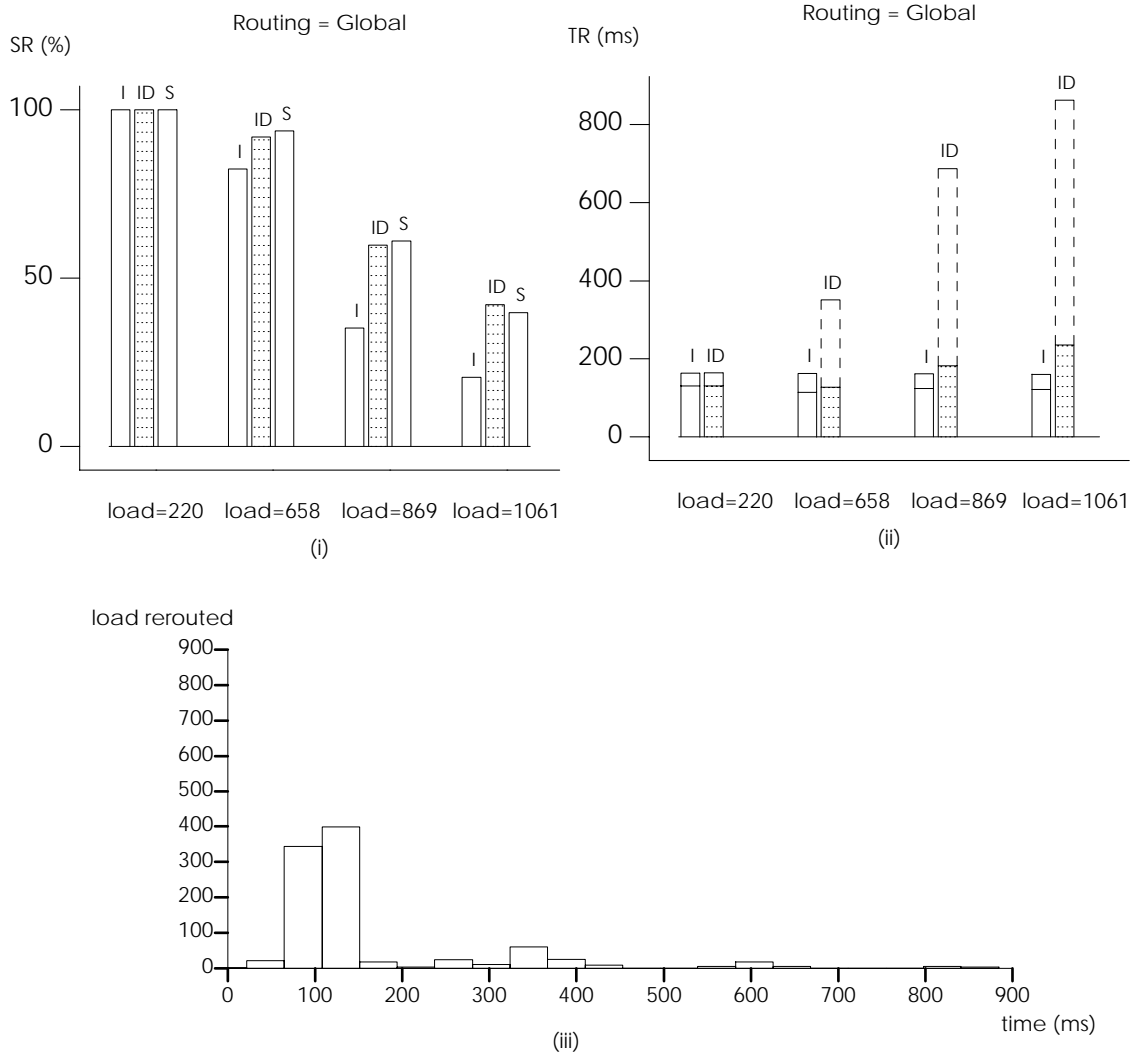 Routing = Global
SR (%)
I ID S
100
I ID S
50
I ID S
I ID S
0
load=220 load=658 load=869 load=1061
(i)
Routing = Global
TR (ms)
ID
800
ID
600
400
ID
200
I ID
I
I
I
0
load=220 load=658 load=869 load=1061
(ii)
load rerouted
900
800
700
600
500
400
300
200
100
0
0 100 200 300 400 500 600 700 800 900
time (ms)
(iii)